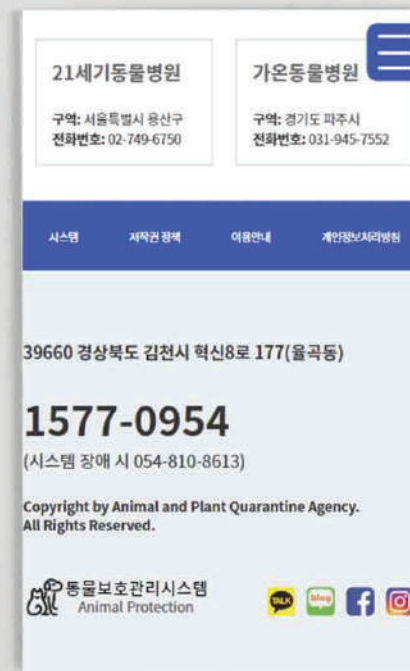 21세기동물병원
구역: 서울특별시 용산구
전화번호: 02-749-6750
가온동물병원
구역: 경기도 파주시
전화번호: 031-945-7552
시스템 저작권 정책 이용안내 개인정보처리방침
39660 경상북도 김천시 혁신8로 177(율곡동)
1577-0954
(시스템 장애 시 054-810-8613)
Copyright by Animal and Plant Quarantine Agency.
All Rights Reserved.
동물보호관리시스템
Animal Protection
TALK
blog